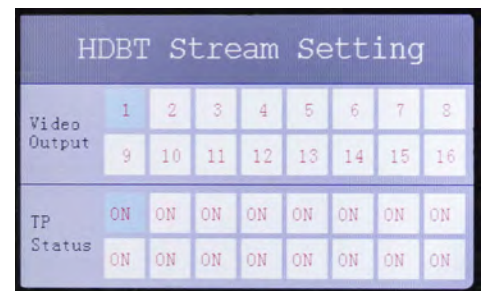 HDBT Stream Setting
Video Output
1 2 3 4 5 6 7 8
9 10 11 12 13 14 15 16
TP Status
ON ON ON ON ON ON ON ON
ON ON ON ON ON ON ON ON